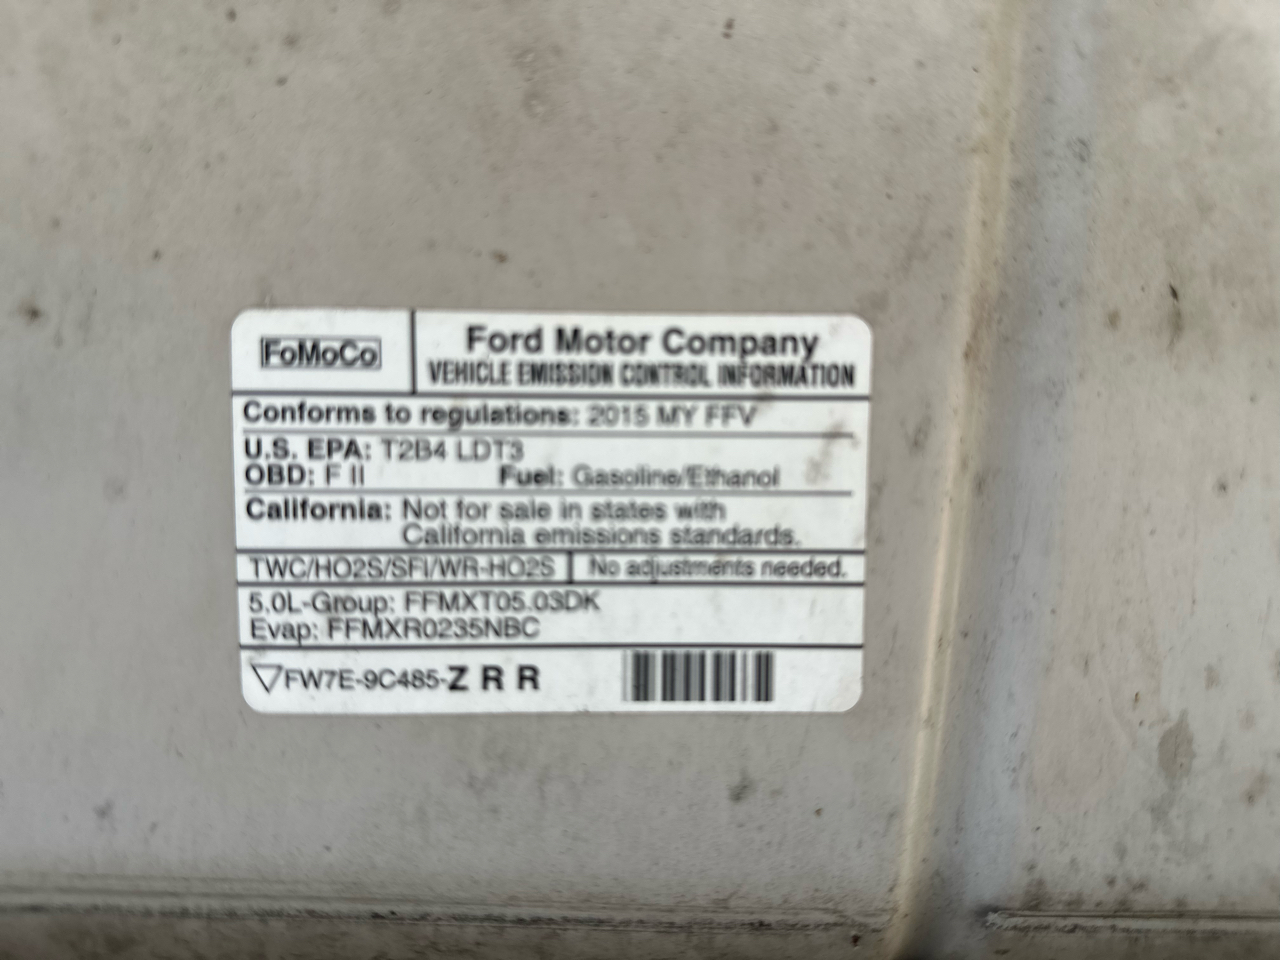 FoMoCo
Ford Motor Company
VEHICLE EMISSION CONTROL INFORMATION
Conforms to regulations: 2015 MY FFV
U.S. EPA: T2B4 LDT3
OBD: F II Fuel: Gasoline/Ethanol
California: Not for sale in states with
California emissions standards.
TWC/HO2S/SFI/WR-HO2S No adjustments needed.
5.0L-Group: FFMXT05.03DK
Evap: FFMXR0235NBC
FW7E-9C485-Z R R